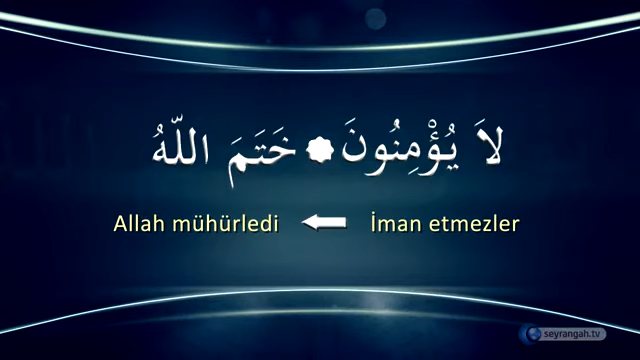 لاَ يُؤْمِنُونَ ۞ خَتَمَ اللّٰهُ
Allah mühürledi ← İman etmezler
seyrangah.tv